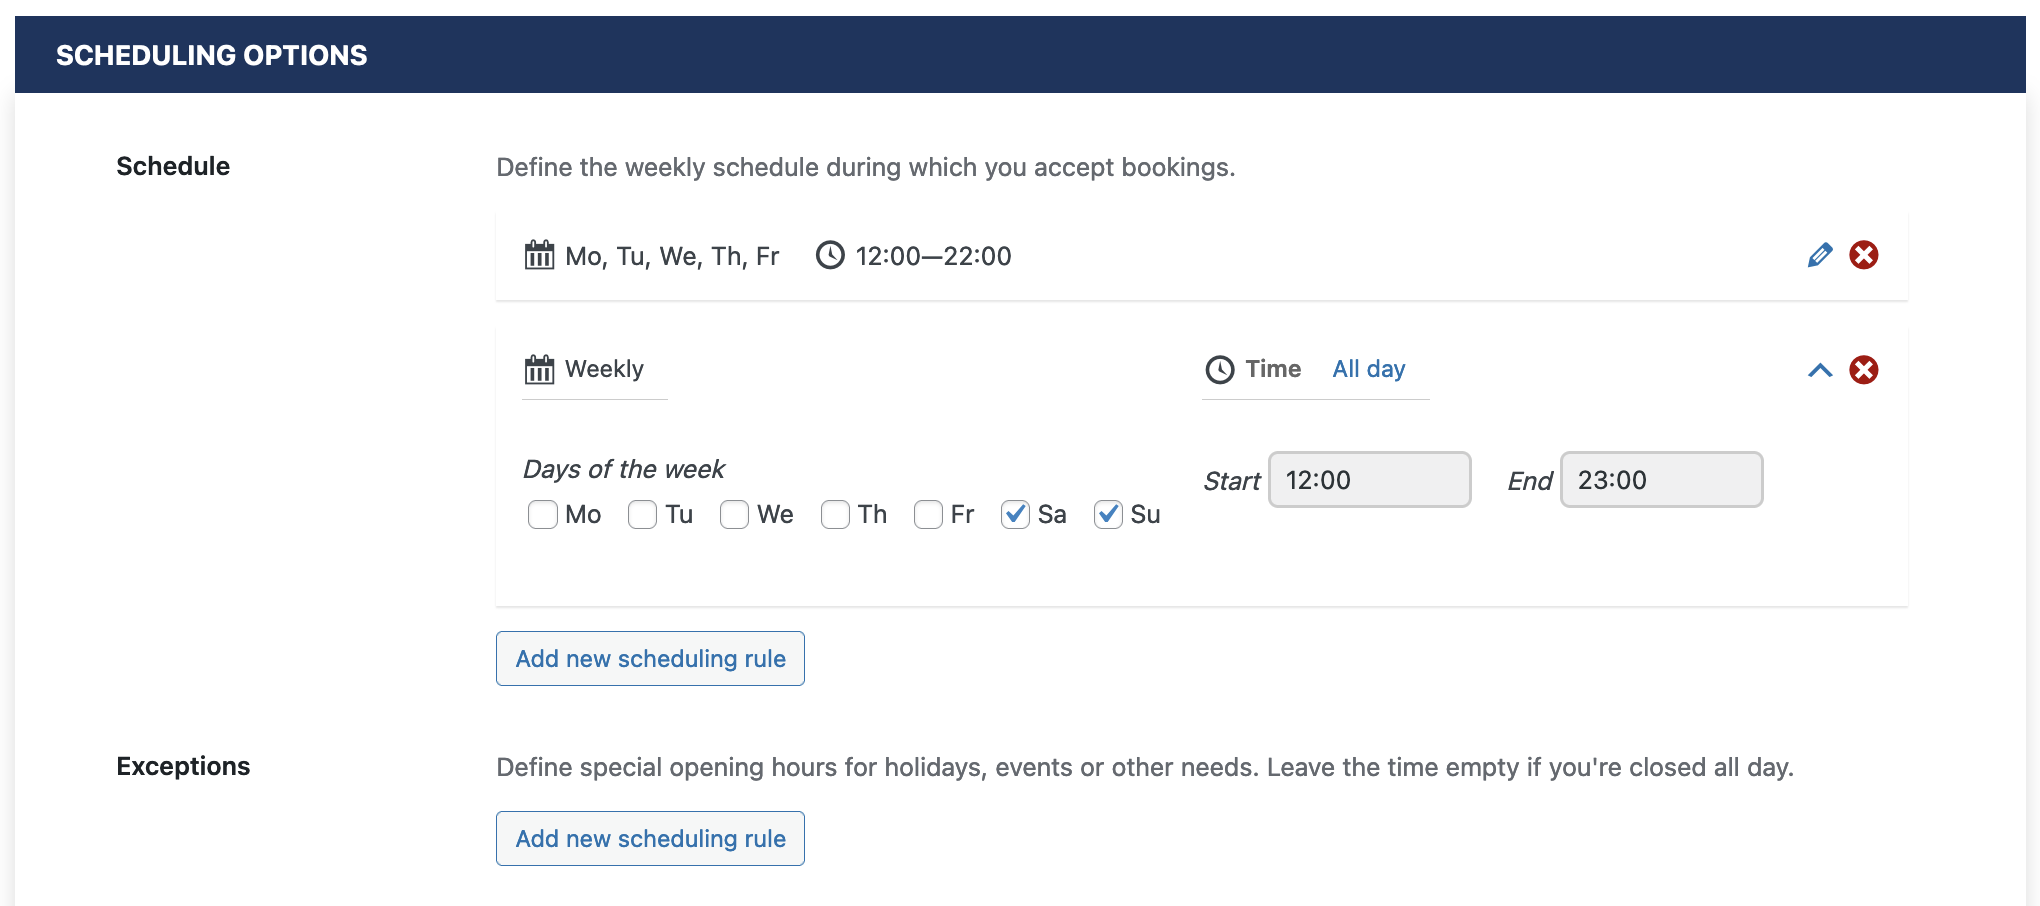 SCHEDULING OPTIONS
Schedule
Define the weekly schedule during which you accept bookings.
Mo, Tu, We, Th, Fr 12:00—22:00
Weekly
Time All day
Days of the week
Mo Tu We Th Fr Sa Su
Start 12:00 End 23:00
Add new scheduling rule
Exceptions
Define special opening hours for holidays, events or other needs. Leave the time empty if you're closed all day.
Add new scheduling rule